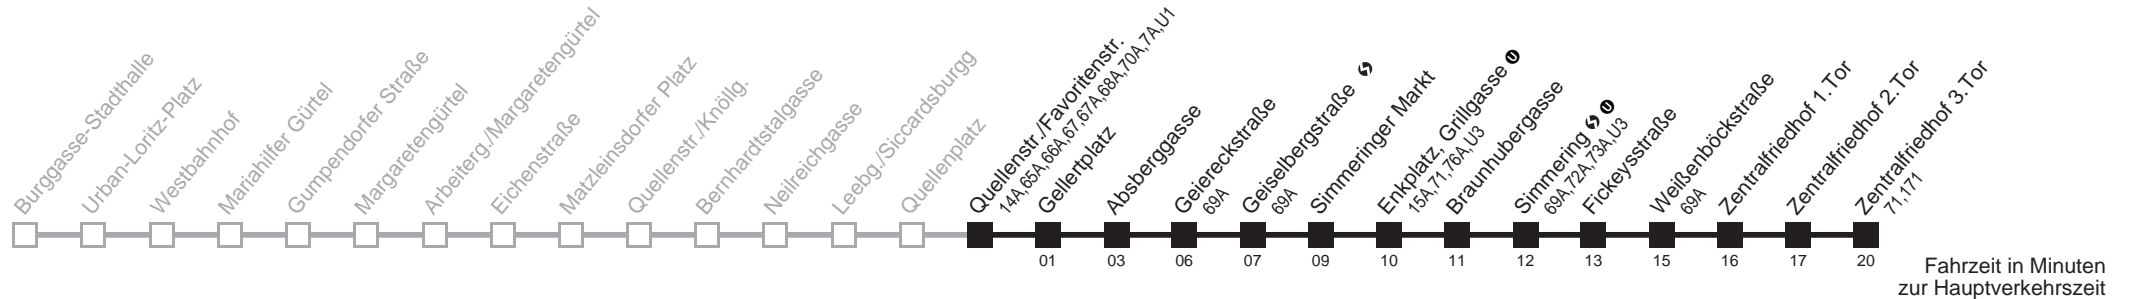 Burggasse-Stadthalle
Urban-Loritz-Platz
Westbahnhof
Mariahilfer Gürtel
Gumpendorfer Straße
Margaretengürtel
Arbeiterg./Margaretengürtel
Eichenstraße
Matzleinsdorfer Platz
Quellenstr./Knöllg.
Bernhardtstalgasse
Neilreichgasse
Leebg./Siccardsburgg
Quellenplatz
Quellenstr./Favoritenstr.
14A,65A,66A,67,67A,68A,70A,7A,U1
Gellertplatz
Absberggasse
Geiereckstraße
69A
Geiselbergstraße S
69A
Simmeringer Markt
Enkplatz, Grillgasse U
15A,71,76A,U3
Braunhubergasse
Simmering S U
69A,72A,73A,U3
Fickeysstraße
Weißenböckstraße
69A
Zentralfriedhof 1.Tor
Zentralfriedhof 2.Tor
Zentralfriedhof 3.Tor
71,171
01 03 06 07 09 10 11 12 13 15 16 17 20
Fahrzeit in Minuten
zur Hauptverkehrszeit